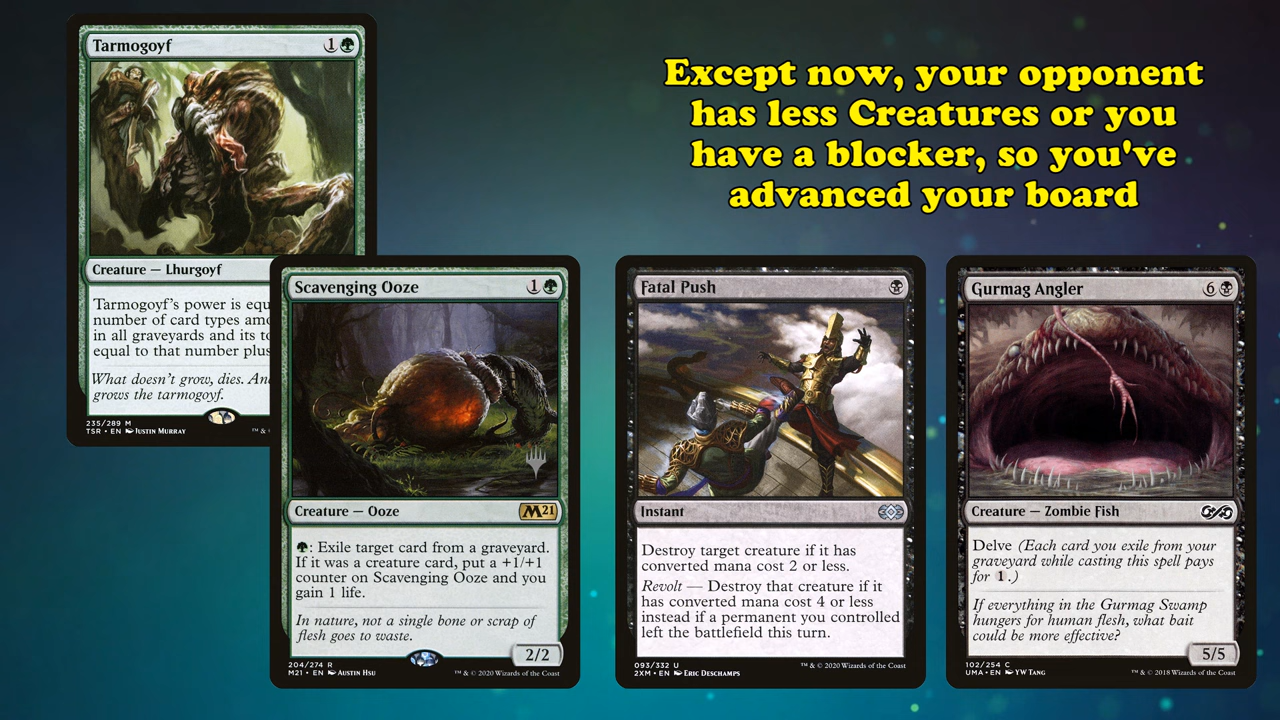 Tarmogoyf 1
Except now, your opponent
has less Creatures or you
have a blocker, so you've
advanced your board
Creature — Lhurgoyf
Tarmogoyf's power is equ
number of card types amo
in all graveyards and its to
equal to that number plus
What doesn't grow, dies. An
grows the tarmogoyf.
235/289 M
TSR • EN Justin Murray ™ &
Scavenging Ooze 1
Creature — Ooze M21
: Exile target card from a graveyard.
If it was a creature card, put a +1/+1
counter on Scavenging Ooze and you
gain 1 life.
In nature, not a single bone or scrap of
flesh goes to waste.
2/2
204/274 R
M21 • EN Austin Hsu ™ & © 2020 Wizards of the Coast
Fatal Push
Instant
Destroy target creature if it has
converted mana cost 2 or less.
Revolt — Destroy that creature if it
has converted mana cost 4 or less
instead if a permanent you controlled
left the battlefield this turn.
093/332 U
2XM • EN Eric Deschamps ™ & © 2020 Wizards of the Coast
Gurmag Angler 6
Creature — Zombie Fish
Delve (Each card you exile from your
graveyard while casting this spell pays
for 1.)
If everything in the Gurmag Swamp
hungers for human flesh, what bait
could be more effective?
5/5
102/254 C
UMA • EN YW Tang ™ & © 2018 Wizards of the Coast